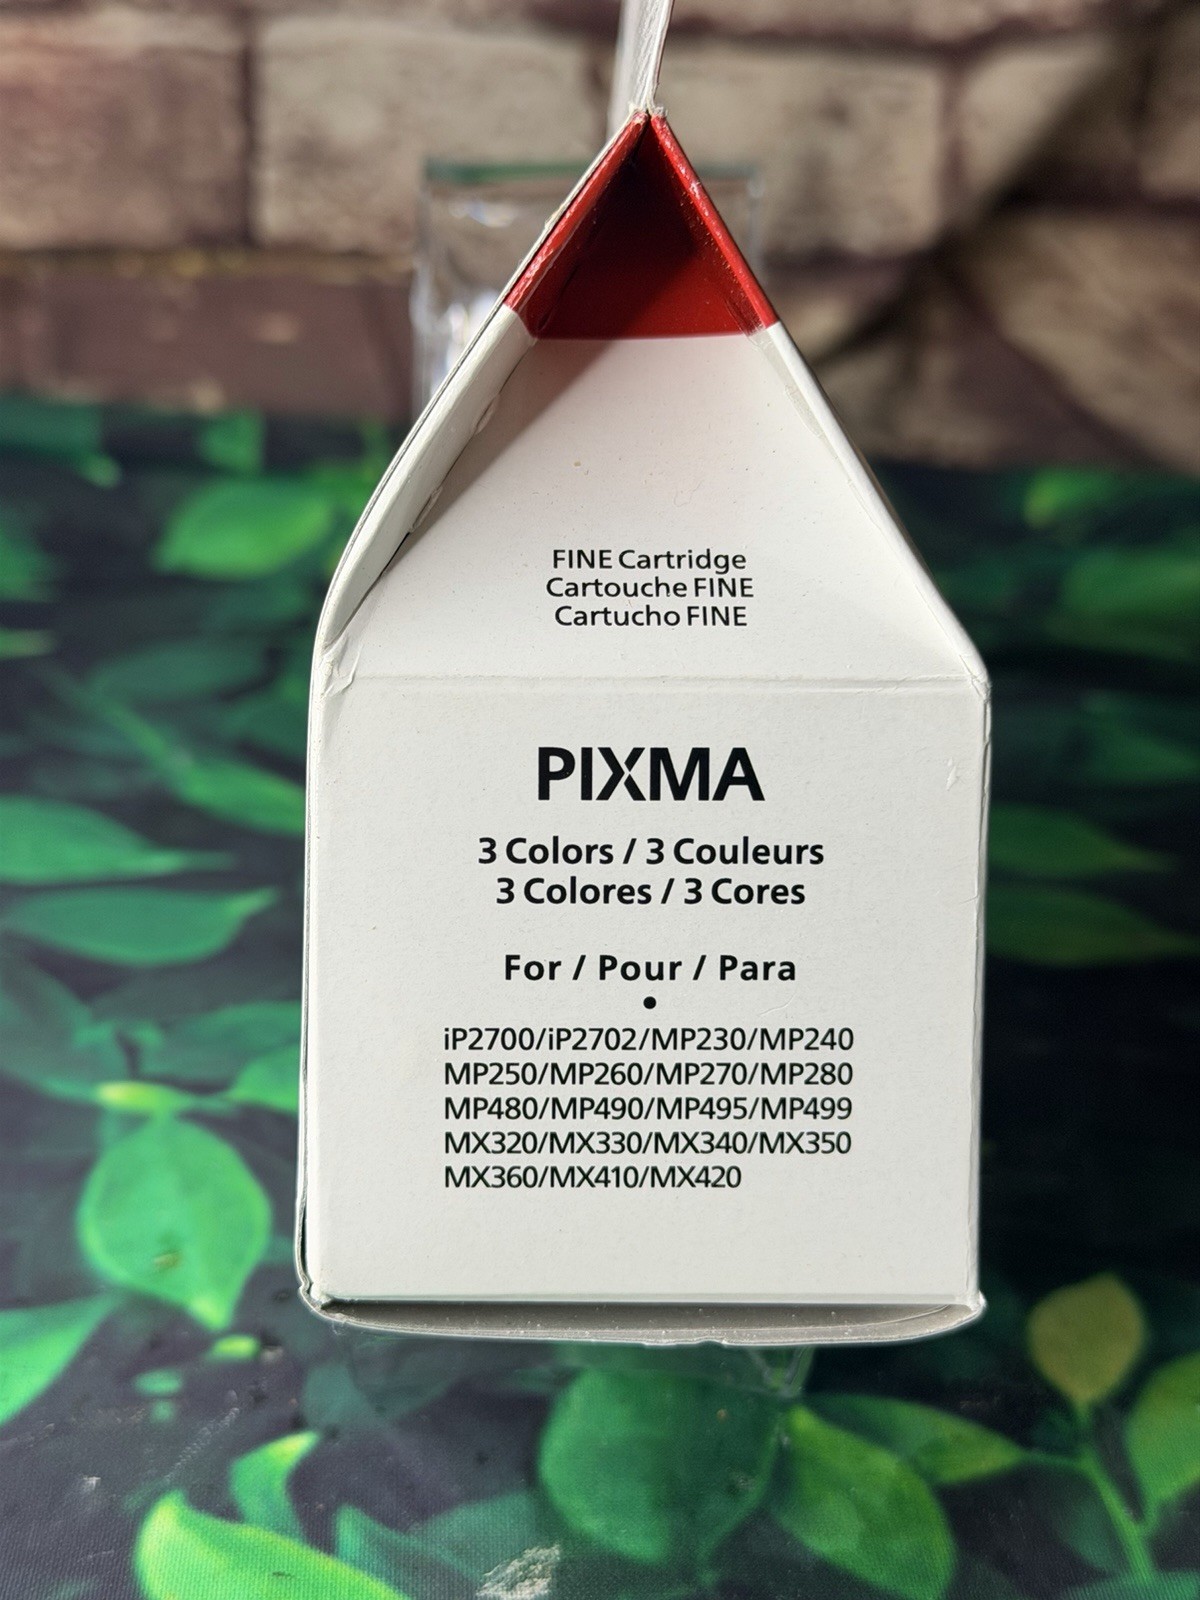 FINE Cartridge
Cartouche FINE
Cartucho FINE
PIXMA
3 Colors / 3 Couleurs
3 Colores / 3 Cores
For / Pour / Para
•
iP2700/iP2702/MP230/MP240
MP250/MP260/MP270/MP280
MP480/MP490/MP495/MP499
MX320/MX330/MX340/MX350
MX360/MX410/MX420